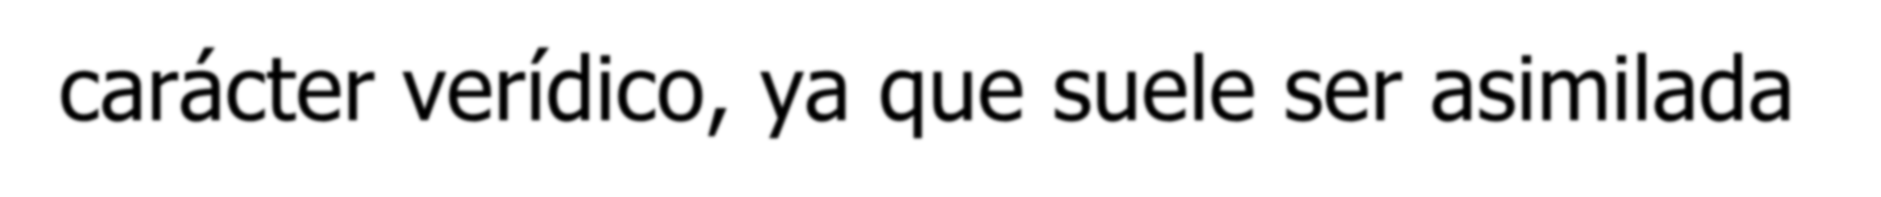 carácter verídico, ya que suele ser asimilada